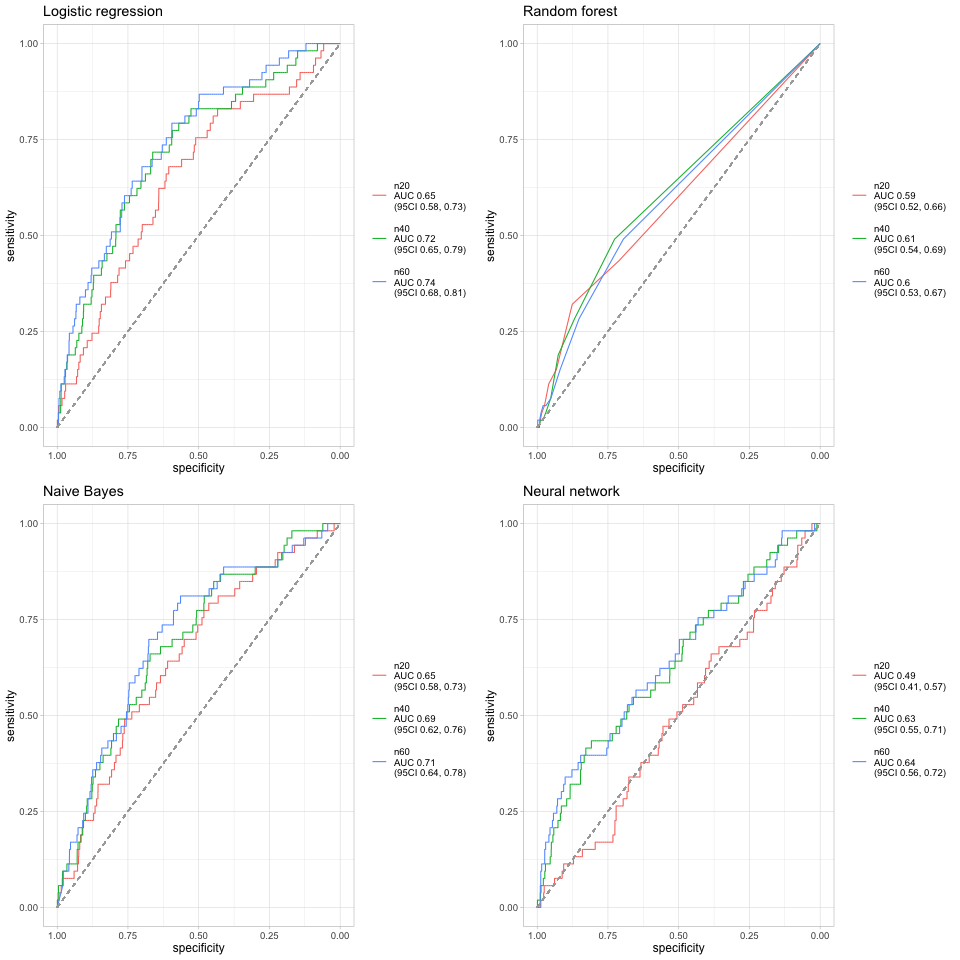 Logistic regression
1.00
0.75
0.50
0.25
0.00
sensitivity
1.00
0.75
0.50
0.25
0.00
specificity
n20
AUC 0.65
(95CI 0.58, 0.73)
n40
AUC 0.72
(95CI 0.65, 0.79)
n60
AUC 0.74
(95CI 0.68, 0.81)
Random forest
1.00
0.75
0.50
0.25
0.00
sensitivity
1.00
0.75
0.50
0.25
0.00
specificity
n20
AUC 0.59
(95CI 0.52, 0.66)
n40
AUC 0.61
(95CI 0.54, 0.69)
n60
AUC 0.6
(95CI 0.53, 0.67)
Naive Bayes
1.00
0.75
0.50
0.25
0.00
sensitivity
1.00
0.75
0.50
0.25
0.00
specificity
n20
AUC 0.65
(95CI 0.58, 0.73)
n40
AUC 0.69
(95CI 0.62, 0.76)
n60
AUC 0.71
(95CI 0.64, 0.78)
Neural network
1.00
0.75
0.50
0.25
0.00
sensitivity
1.00
0.75
0.50
0.25
0.00
specificity
n20
AUC 0.49
(95CI 0.41, 0.57)
n40
AUC 0.63
(95CI 0.55, 0.71)
n60
AUC 0.64
(95CI 0.56, 0.72)